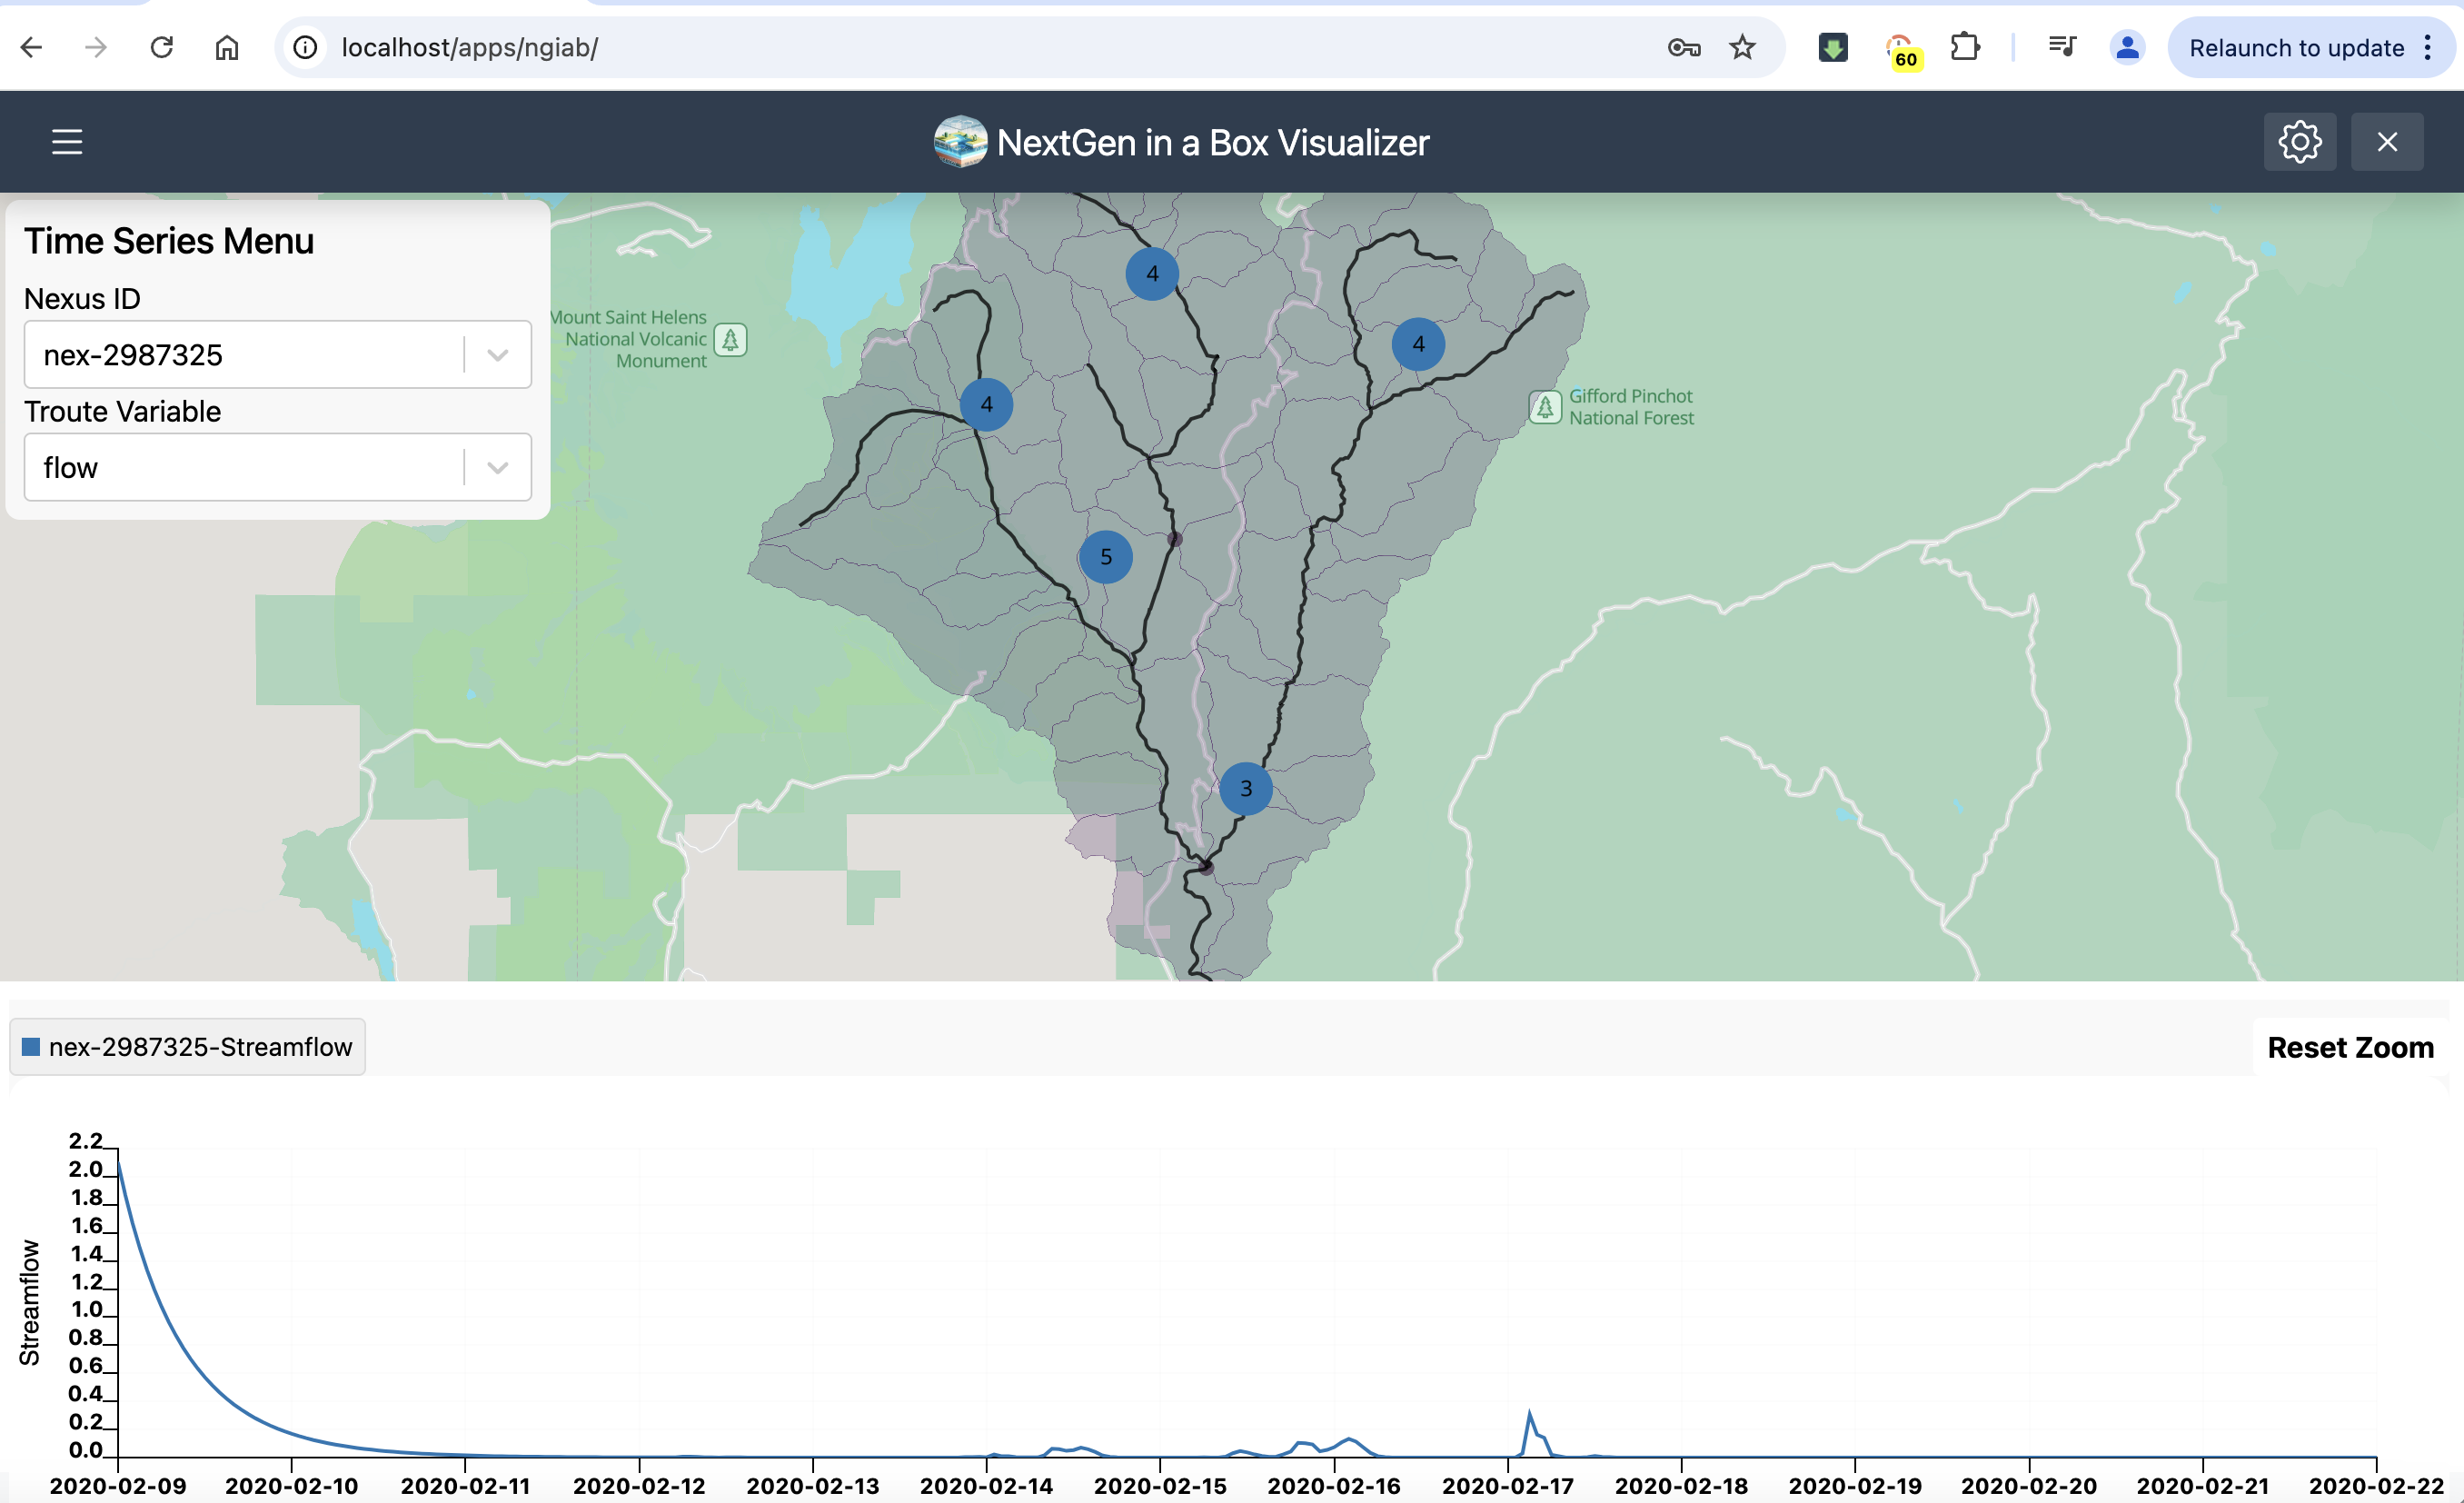 localhost/apps/ngiab/
60
Relaunch to update
NextGen in a Box Visualizer
Time Series Menu
Nexus ID
nex-2987325
Troute Variable
flow
Mount Saint Helens
National Volcanic
Monument
Gifford Pinchot
National Forest
4
4
4
5
3
nex-2987325-Streamflow
Reset Zoom
Streamflow
2.2
2.0
1.8
1.6
1.4
1.2
1.0
0.8
0.6
0.4
0.2
0.0
2020-02-09 2020-02-10 2020-02-11 2020-02-12 2020-02-13 2020-02-14 2020-02-15 2020-02-16 2020-02-17 2020-02-18 2020-02-19 2020-02-20 2020-02-21 2020-02-22